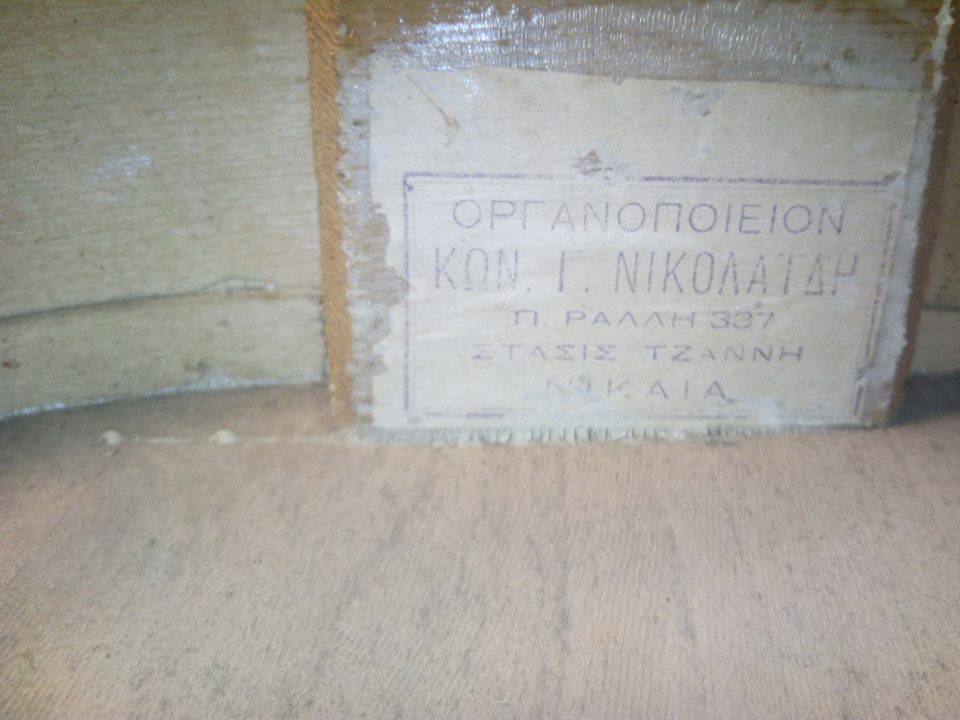 ΟΡΓΑΝΟΠΟΙΕΙΟΝ
ΚΩΝ. Γ. ΝΙΚΟΛΑΪΔΗ
Π. ΡΑΛΛΗ 337
ΣΤΑΣΙΣ ΤΖΑΝΝΗ
ΝΙΚΑΙΑ